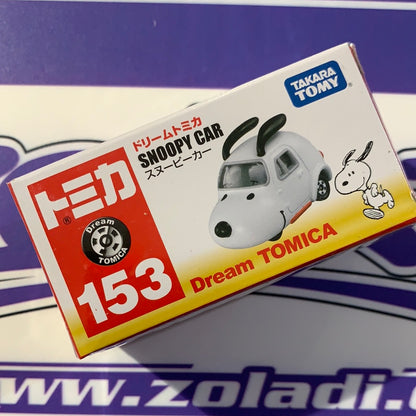 TAKARA
TOMY
ドリームトミカ
SNOOPY CAR
スヌーピーカー
トミカ
®
Dream
TOMICA
153
Dream TOMICA
www.zoladi.